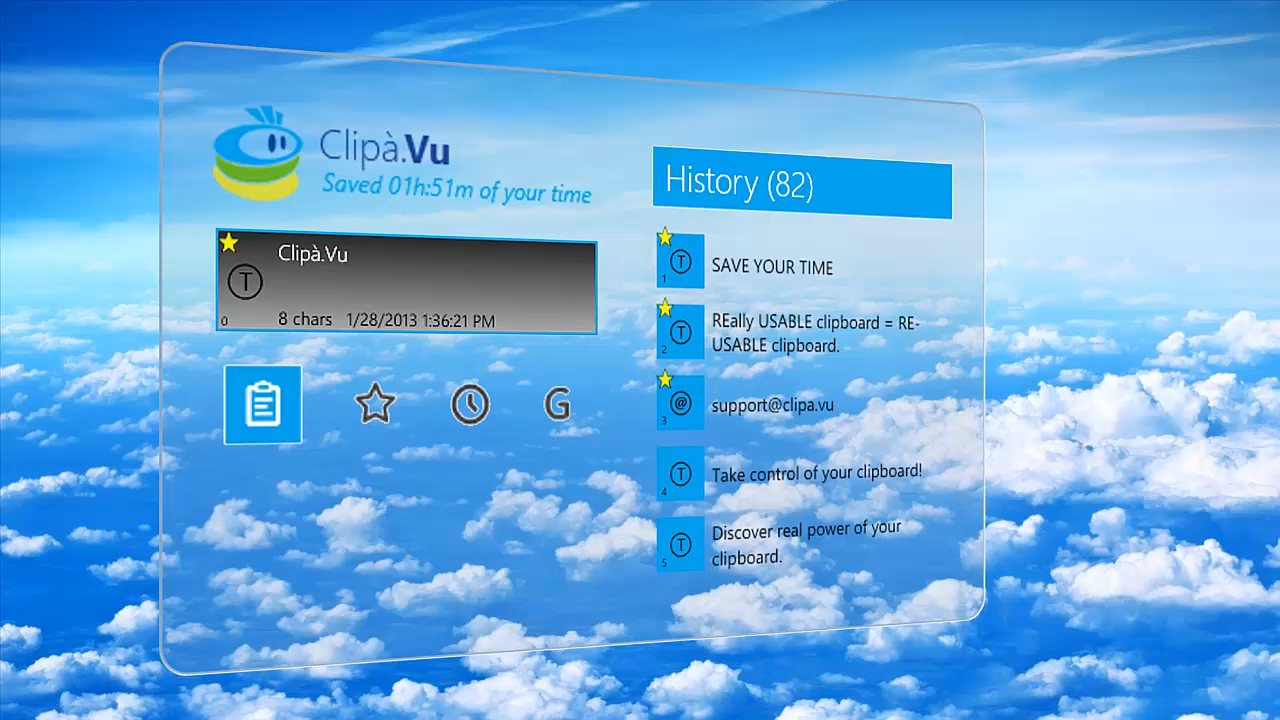 Clipà.Vu
Saved 01h:51m of your time
Clipà.Vu
T
0
8 chars 1/28/2013 1:36:21 PM
G
History (82)
T
1
SAVE YOUR TIME
T
2
REally USABLE clipboard = RE-
USABLE clipboard.
@
3
support@clipa.vu
T
4
Take control of your clipboard!
T
5
Discover real power of your
clipboard.